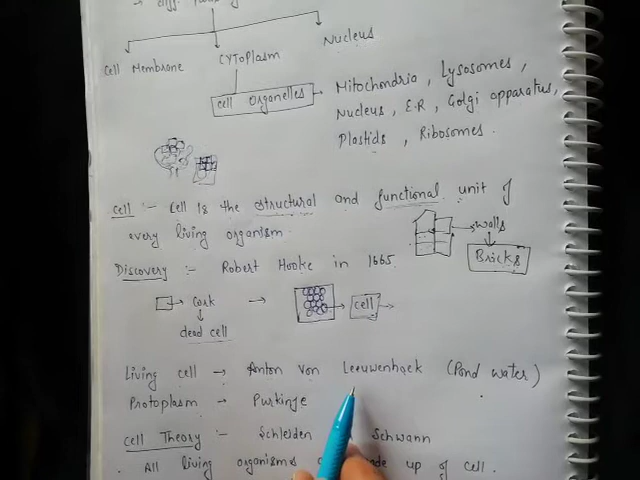 Nucleus
Cell Membrane
Cytoplasm
Cell Organelles
Mitochondria, Lysosomes,
Nucleus, E.R, Golgi apparatus,
Plastids, Ribosomes.
Cell :- Cell is the structural and functional unit of
every living organism.
walls
Bricks
Discovery :- Robert Hooke in 1665.
Cork
dead cell
cell
Living cell → Anton Von Leeuwenhoek (Pond water)
Protoplasm → Purkinje
Cell Theory :- Schleiden Schwann
. All living organisms made up of cell.